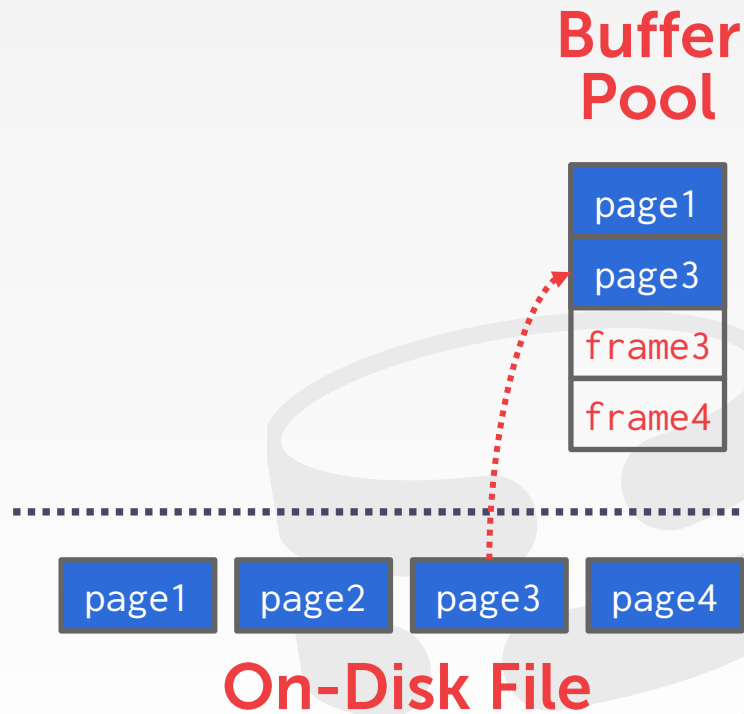 Buffer
Pool
page1
page3
frame3
frame4
page1 page2 page3 page4
On-Disk File